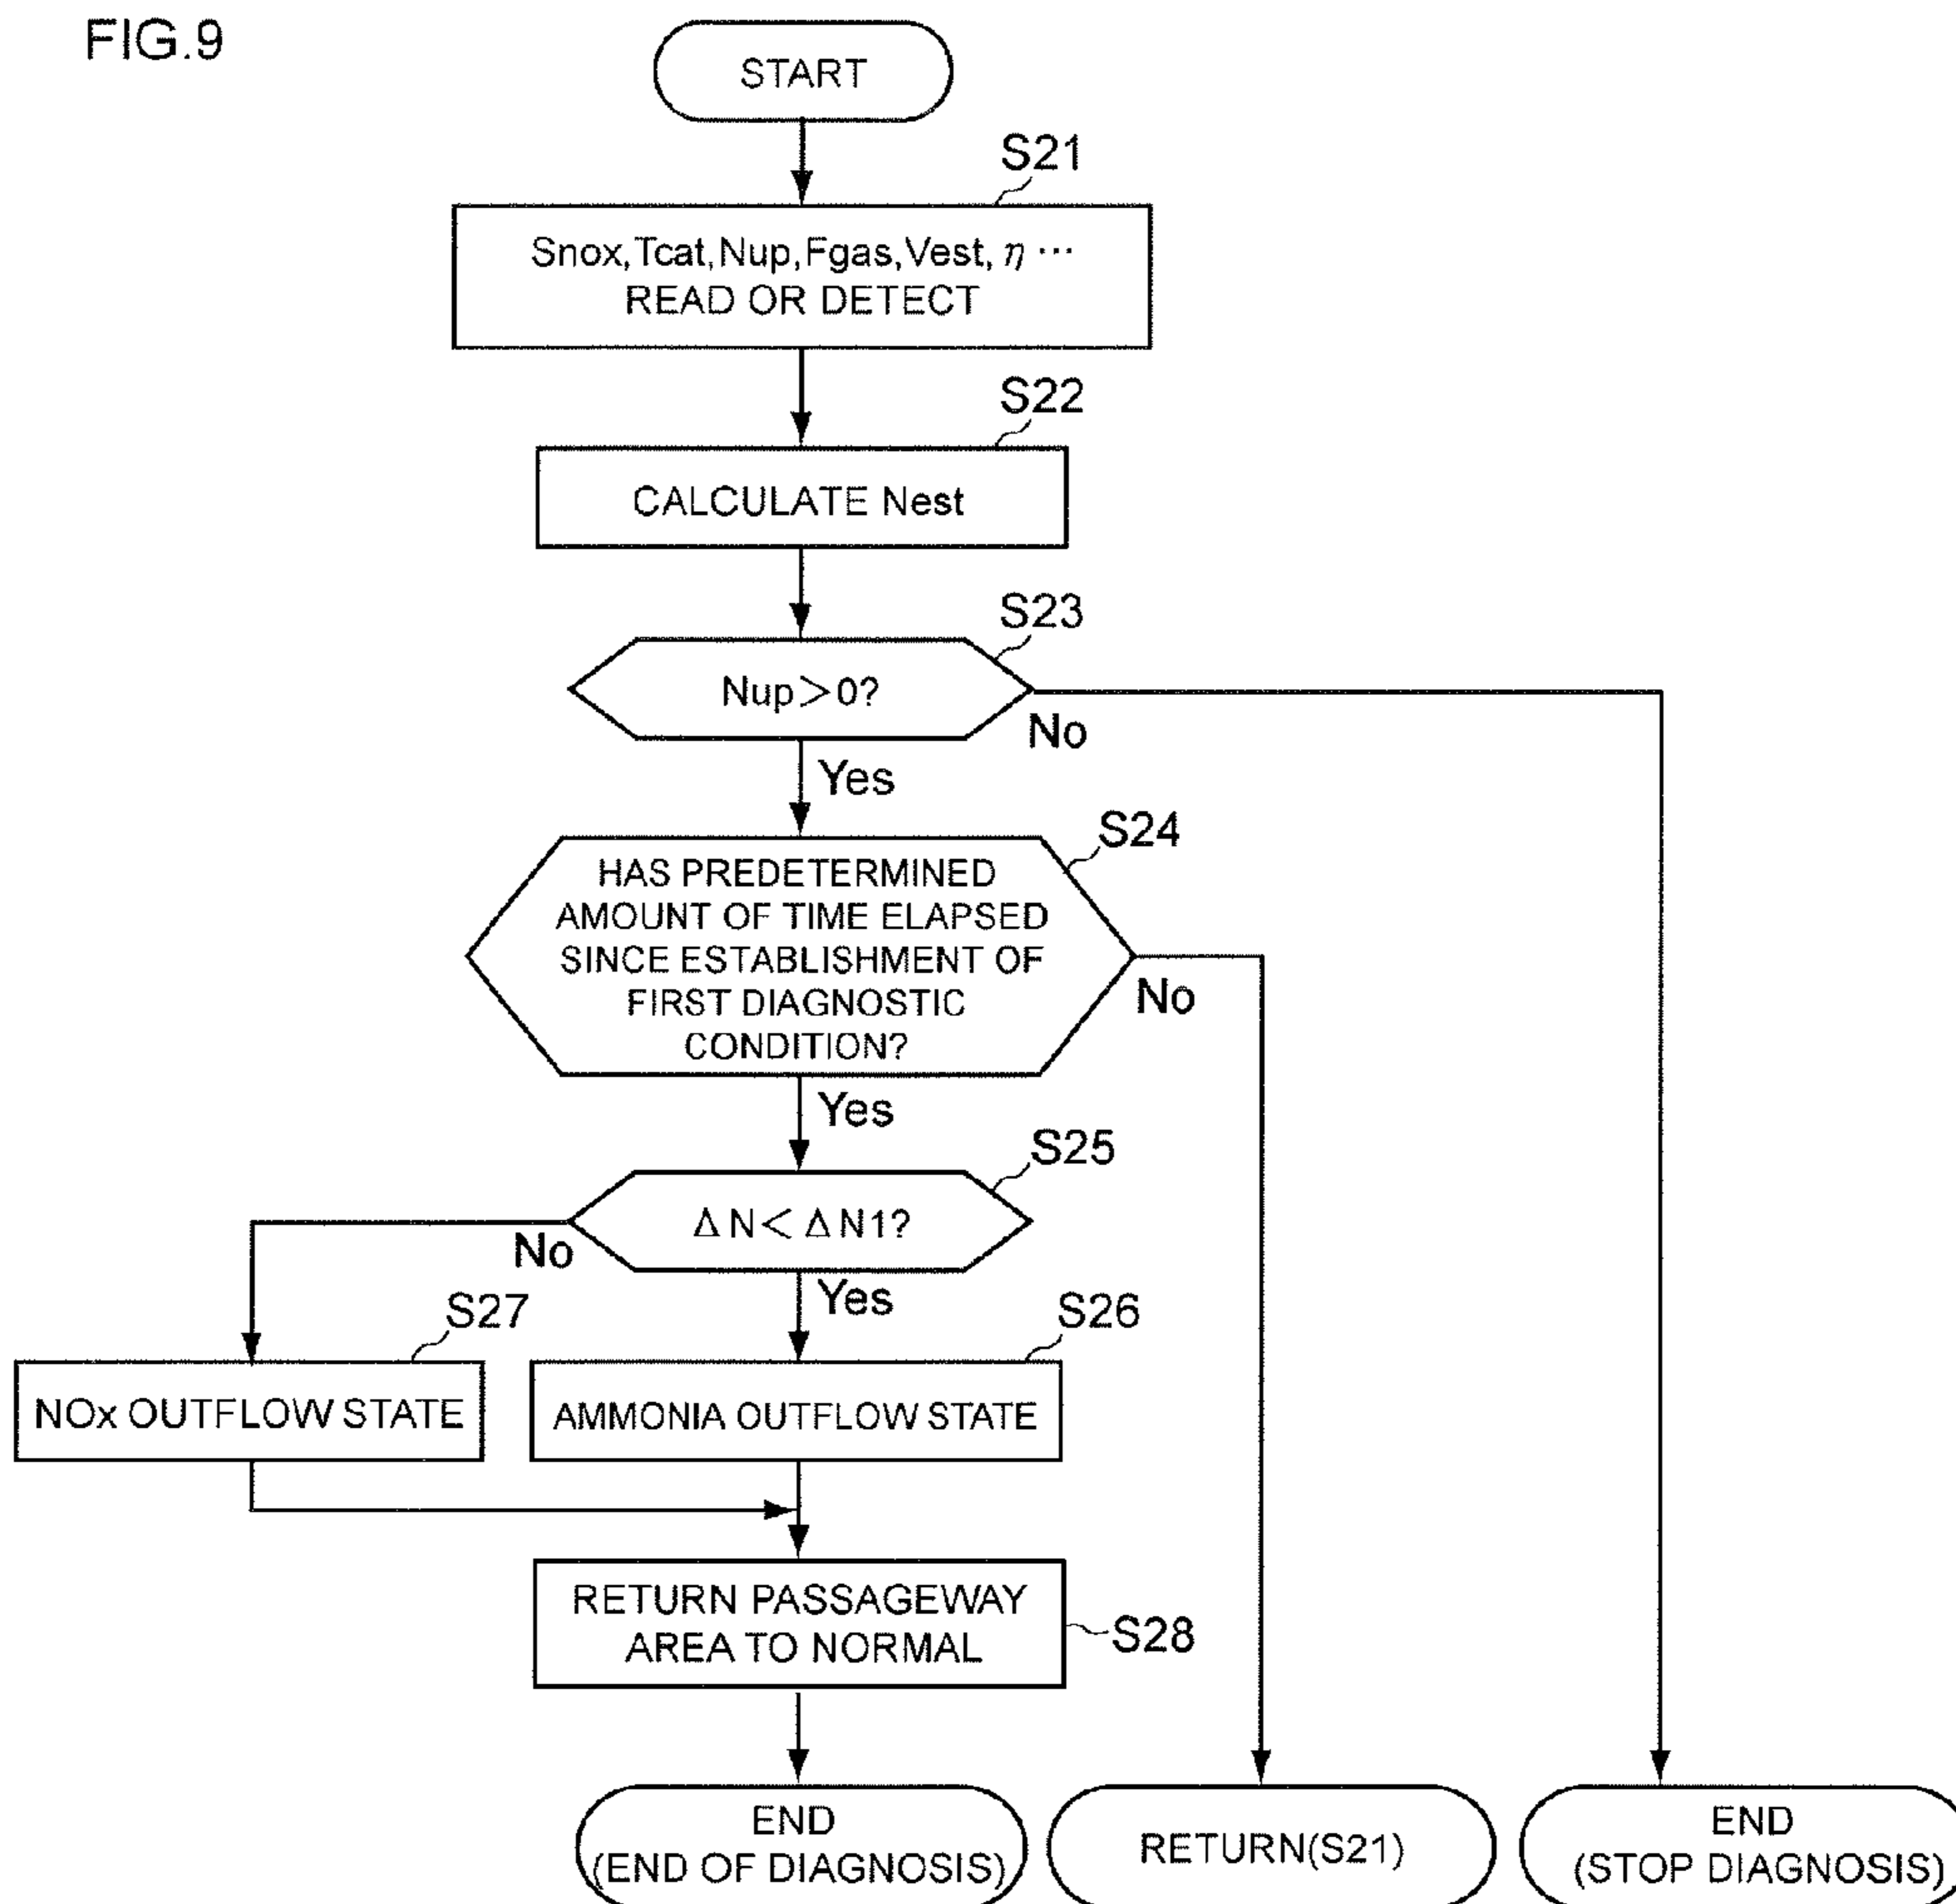 FIG.9
START
S21
Snox,Tcat,Nup,Fgas,Vest, η ⋯
READ OR DETECT
S22
CALCULATE Nest
S23
Nup>0?
No
Yes
S24
HAS PREDETERMINED
AMOUNT OF TIME ELAPSED
SINCE ESTABLISHMENT OF
FIRST DIAGNOSTIC
CONDITION?
No
Yes
S25
ΔN<ΔN1?
No
Yes
S27
S26
NOx OUTFLOW STATE
AMMONIA OUTFLOW STATE
RETURN PASSAGEWAY
AREA TO NORMAL
S28
END
(END OF DIAGNOSIS)
RETURN(S21)
END
(STOP DIAGNOSIS)